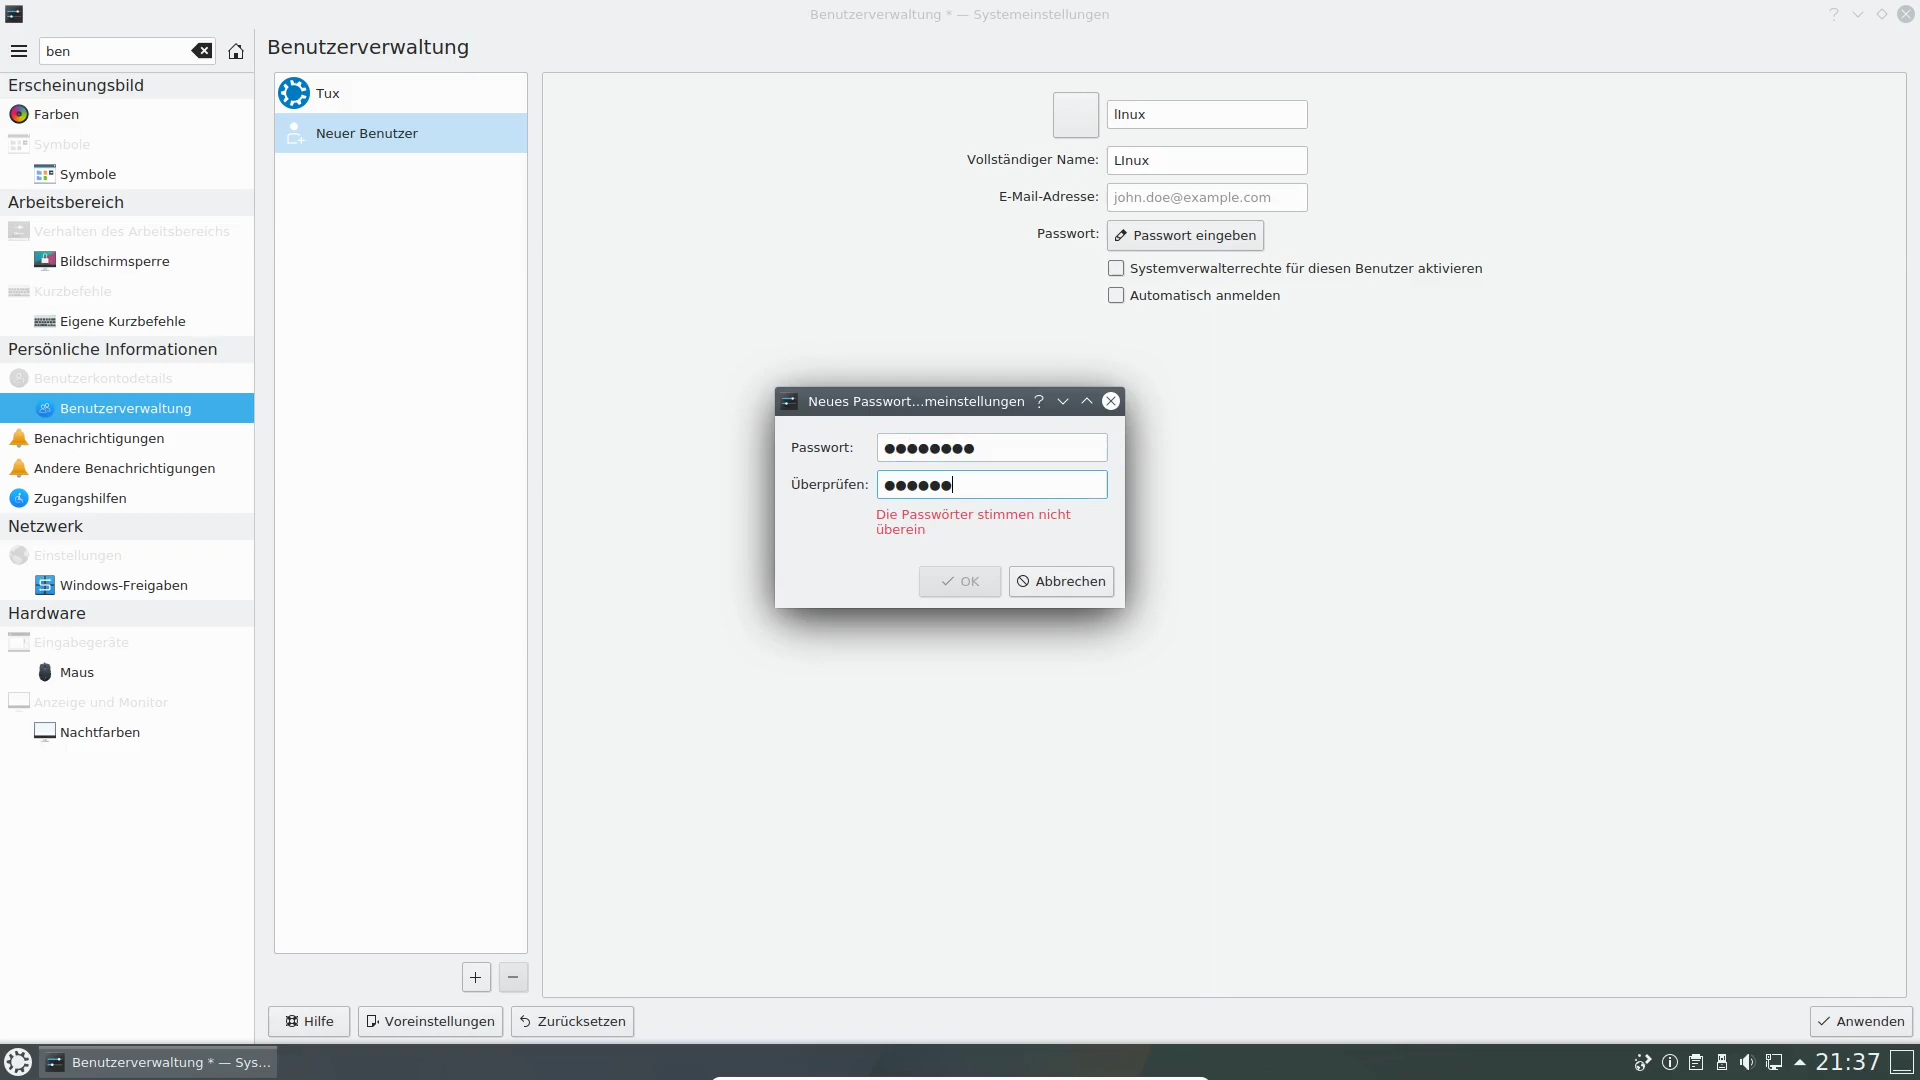 Benutzerverwaltung * — Systemeinstellungen
ben
Benutzerverwaltung
Erscheinungsbild
Farben
Symbole
Symbole
Arbeitsbereich
Verhalten des Arbeitsbereichs
Bildschirmsperre
Kurzbefehle
Eigene Kurzbefehle
Persönliche Informationen
Benutzerkontodetails
Benutzerverwaltung
Benachrichtigungen
Andere Benachrichtigungen
Zugangshilfen
Netzwerk
Einstellungen
Windows-Freigaben
Hardware
Eingabegeräte
Maus
Anzeige und Monitor
Nachtfarben
Tux
Neuer Benutzer
lInux
Vollständiger Name: LInux
E-Mail-Adresse: john.doe@example.com
Passwort: Passwort eingeben
Systemverwalterrechte für diesen Benutzer aktivieren
Automatisch anmelden
Neues Passwort...meinstellungen
Passwort: ●●●●●●●●
Überprüfen: ●●●●●●
Die Passwörter stimmen nicht
überein
OK Abbrechen
Hilfe Voreinstellungen Zurücksetzen Anwenden
Benutzerverwaltung * — Sys... 21:37